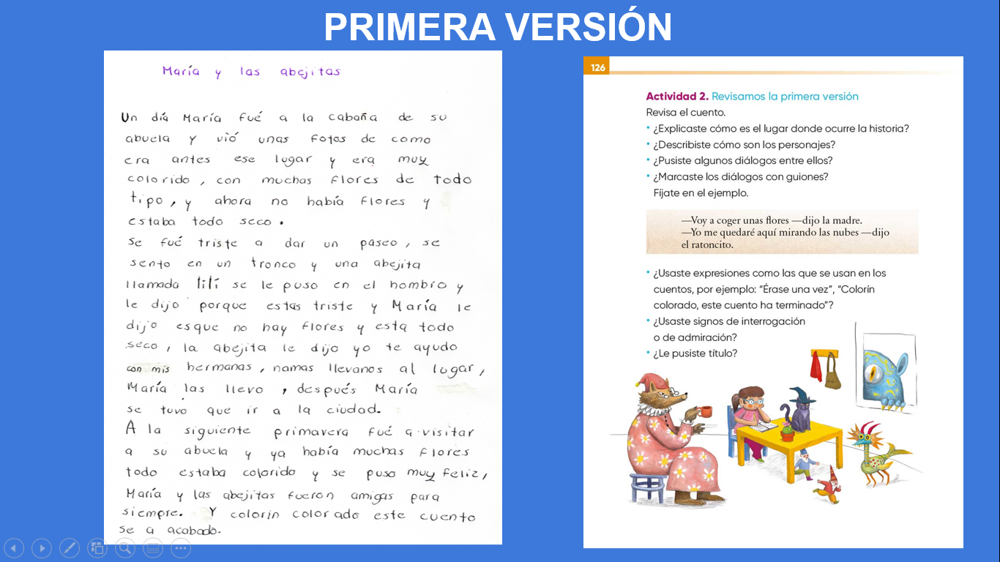 PRIMERA VERSIÓN
María y las abejitas
Un día María fué a la cabaña de su
abuela y vió unas fotos de como
era antes ese lugar y era muy
colorido, con muchas flores de todo
tipo, y ahora no había flores y
estaba todo seco.
Se fué triste a dar un paseo, se
sento en un tronco y una abejita
llamada lilí se le puso en el hombro y
le dijo porque estas triste y María le
dijo esque no hay flores y esta todo
seco, la abejita le dijo yo te ayudo
con mis hermanas, namas llevanos al lugar,
María las llevo, después María
se tuvo que ir a la ciudad.
A la siguiente primavera fué a visitar
a su abuela y ya había muchas flores
todo estaba colorido y se puso muy feliz,
María y las abejitas fueron amigas para
siempre. Y colorin colorado este cuento
se a acabado.
126
Actividad 2. Revisamos la primera versión
Revisa el cuento.
• ¿Explicaste cómo es el lugar donde ocurre la historia?
• ¿Describiste cómo son los personajes?
• ¿Pusiste algunos diálogos entre ellos?
• ¿Marcaste los diálogos con guiones?
Fíjate en el ejemplo.
—Voy a coger unas flores —dijo la madre.
—Yo me quedaré aquí mirando las nubes —dijo
el ratoncito.
• ¿Usaste expresiones como las que se usan en los
cuentos, por ejemplo: “Érase una vez”, “Colorín
colorado, este cuento ha terminado”?
• ¿Usaste signos de interrogación
o de admiración?
• ¿Le pusiste título?